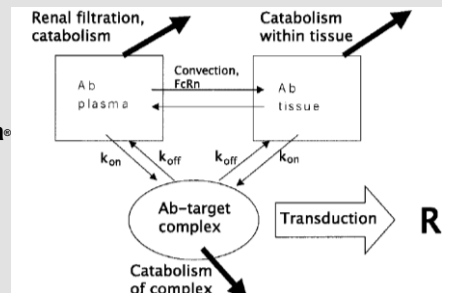 Renal filtration,
catabolism
Catabolism
within tissue
Convection,
FcRn
Ab
plasma
Ab
tissue
kon
koff
koff
kon
Ab-target
complex
Transduction
R
Catabolism
of complex